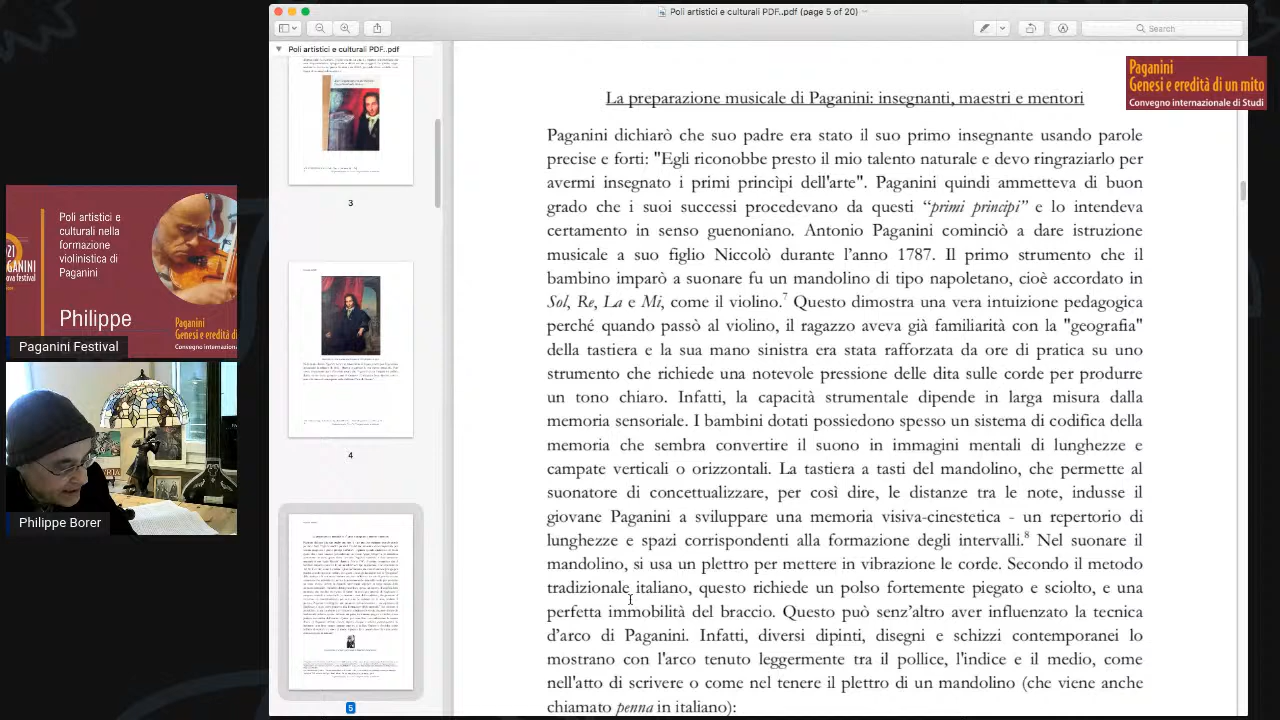 Poli artistici e culturali PDF..pdf (page 5 of 20)
Search
Poli artistici e culturali PDF..pdf
3
4
5
Paganini
Genesi e eredità di un mito
Convegno internazionale di Studi
La preparazione musicale di Paganini: insegnanti, maestri e mentori
Paganini dichiarò che suo padre era stato il suo primo insegnante usando parole
precise e forti: "Egli riconobbe presto il mio talento naturale e devo ringraziarlo per
avermi insegnato i primi principi dell'arte". Paganini quindi ammetteva di buon
grado che i suoi successi procedevano da questi “primi principi” e lo intendeva
certamento in senso guenoniano. Antonio Paganini cominciò a dare istruzione
musicale a suo figlio Niccolò durante l’anno 1787. Il primo strumento che il
bambino imparò a suonare fu un mandolino di tipo napoletano, cioè accordato in
Sol, Re, La e Mi, come il violino.7 Questo dimostra una vera intuizione pedagogica
perché quando passò al violino, il ragazzo aveva già familiarità con la "geografia"
della tastiera e la sua mano sinistra si era assai rafforzata da ore di pratica su uno
strumento che richiede una forte pressione delle dita sulle corde per produrre
un tono chiaro. Infatti, la capacità strumentale dipende in larga misura dalla
memoria sensoriale. I bambini dotati possiedono spesso un sistema di codifica della
memoria che sembra convertire il suono in immagini mentali di lunghezze e
campate verticali o orizzontali. La tastiera a tasti del mandolino, che permette al
suonatore di concettualizzare, per così dire, le distanze tra le note, indusse il
giovane Paganini a sviluppare una memoria visiva-cinestetica - un repertorio di
lunghezze e spazi corrispondenti alla formazione degli intervalli.8 Nel suonare il
mandolino, si usa un plettro per mettere in vibrazione le corde. Secondo il metodo
tradizionale, questo richiede un polso fortemente piegato ad angolo e una
perfetta flessibilità del braccio. Questo può senz’altro aver influenzato la tecnica
d’arco di Paganini. Infatti, diversi dipinti, disegni e schizzi contemporanei lo
mostrano con l'arco tenuto agilmente tra il pollice, l'indice e il medio, come
nell'atto di scrivere o come nel tenere il plettro di un mandolino (che viene anche
chiamato penna in italiano):
Poli artistici e
culturali nella
formazione
violinistica di
Paganini
Philippe
Paganini
Genesi e eredità
Convegno internazional
Paganini Festival
Philippe Borer